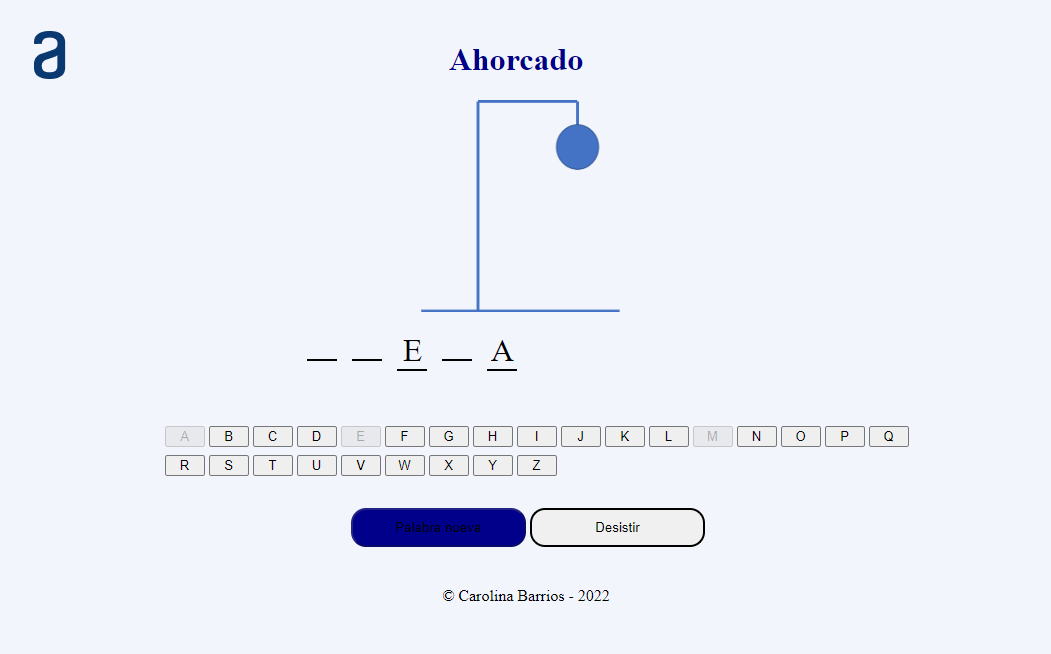 a
Ahorcado
E A
A B C D E F G H I J K L M N O P Q
R S T U V W X Y Z
Palabra nueva Desistir
© Carolina Barrios - 2022